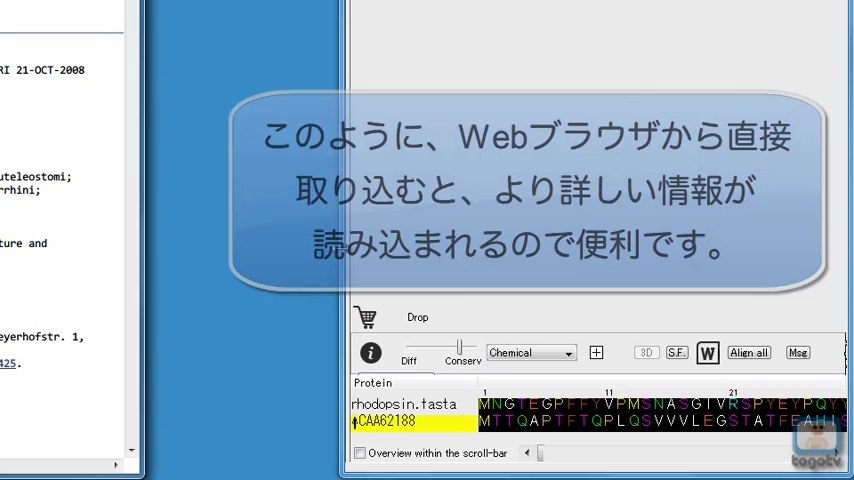 RI 21-OCT-2008
uteleostomi;
rrhini;
ture and
eyerhofstr. 1,
425.
このように、Webブラウザから直接
取り込むと、より詳しい情報が
読み込まれるので便利です。
Drop
Diff Conserv Chemical 3D S.F. W Align all Msg
Protein 1 11 21
rhodopsin.tasta MNGTEGPFFYVPMSNASGIVRSPYEYPQYY
CAA62188 MTTQAPTFTQPLQSVVVLEGSTATFEAHIS
Overview within the scroll-bar
togotv